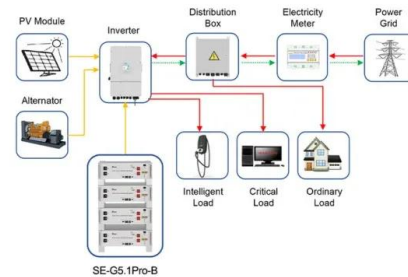 PV Module
Inverter
Distribution
Box
Electricity
Meter
Power
Grid
Alternator
Intelligent
Load
Critical
Load
Ordinary
Load
SE-G5.1Pro-B